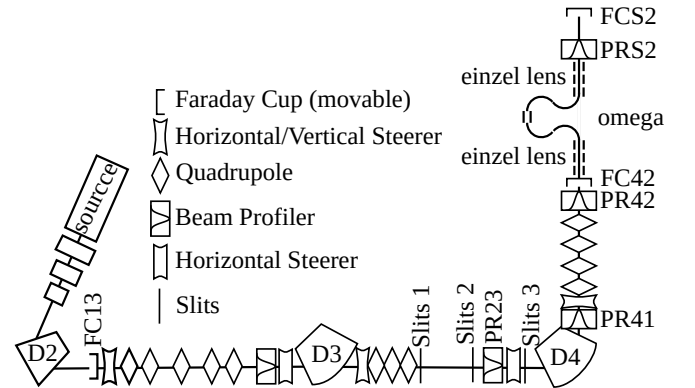 FCS2
PRS2
einzel lens
omega
einzel lens
FC42
PR42
Faraday Cup (movable)
Horizontal/Vertical Steerer
Quadrupole
Beam Profiler
Horizontal Steerer
Slits
sourcce
FC13
D2
D3
Slits 1
Slits 2
PR23
Slits 3
PR41
D4